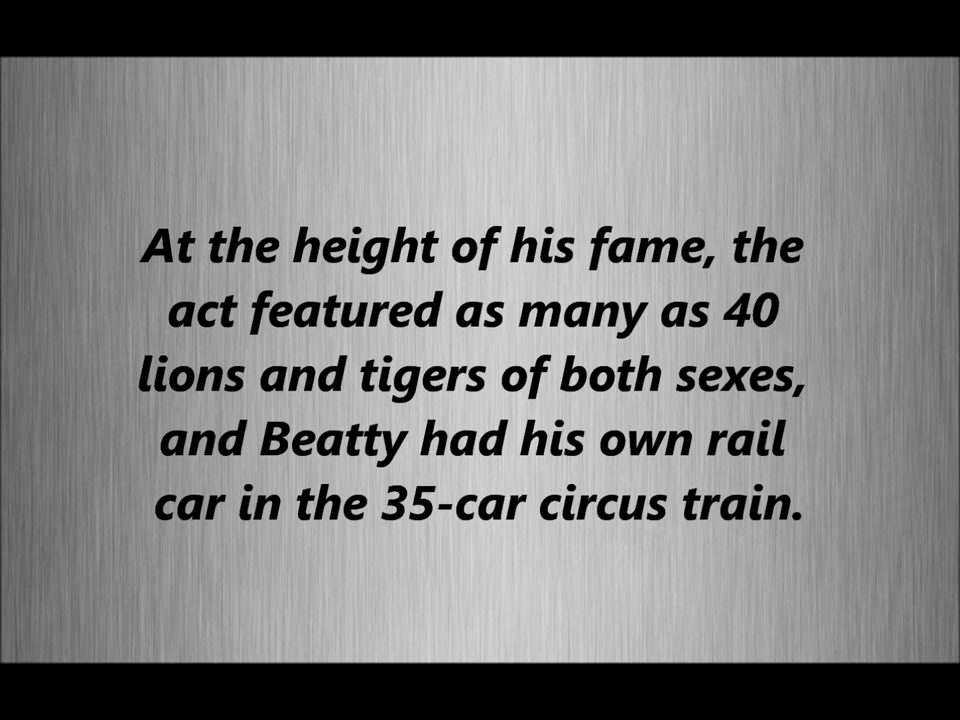 At the height of his fame, the
act featured as many as 40
lions and tigers of both sexes,
and Beatty had his own rail
car in the 35-car circus train.